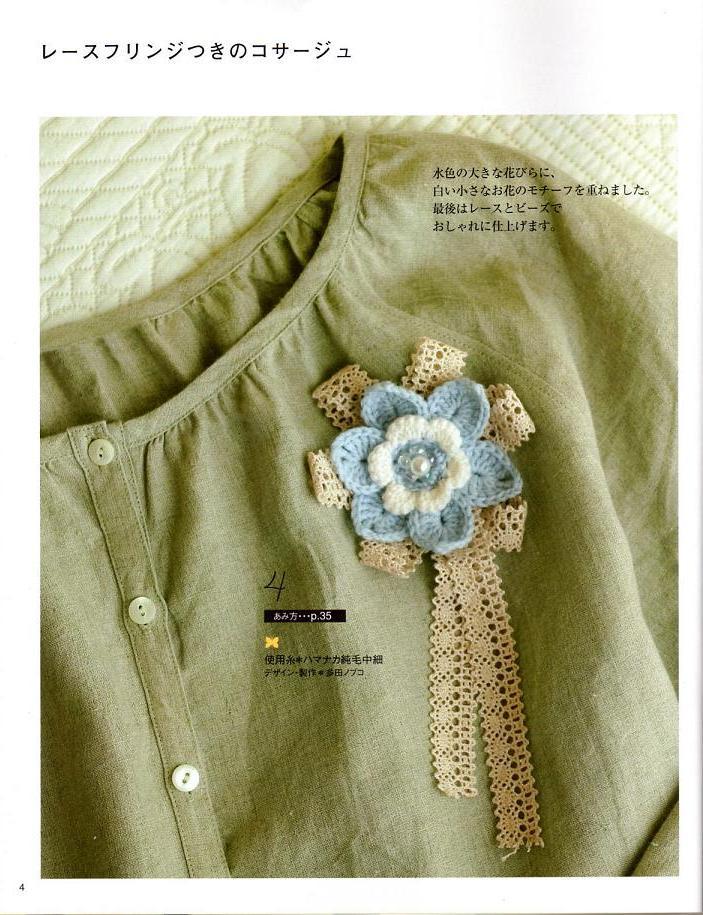 レースフリンジつきのコサージュ
水色の大きな花びらに、
白い小さなお花のモチーフを重ねました。
最後はレースとビーズで
おしゃれに仕上げます。
4
あみ方・・・p.35
使用糸＊ハマナカ純毛中細
デザイン・製作＊多田ノブコ
4